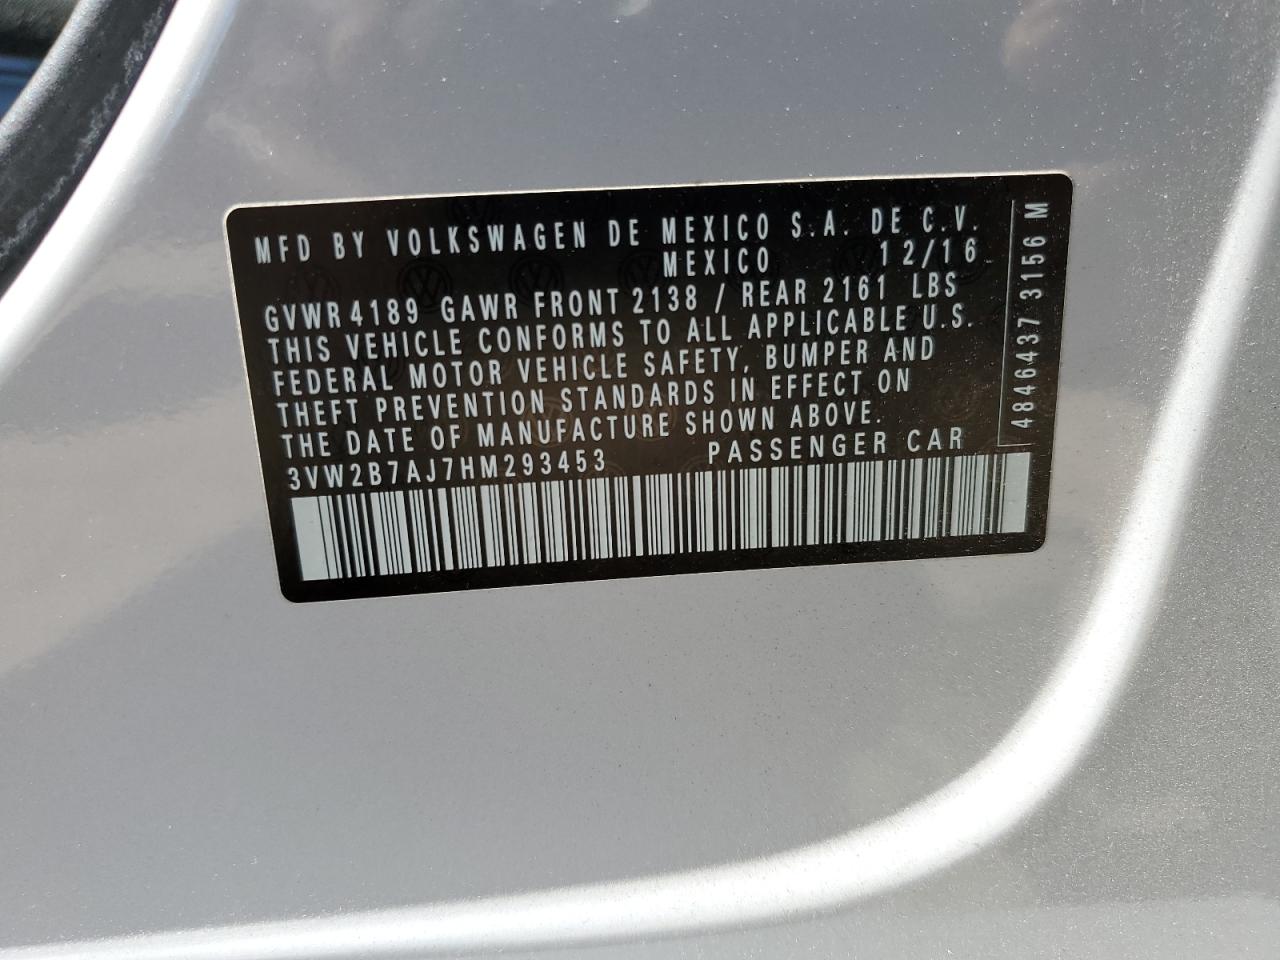 MFD BY VOLKSWAGEN DE MEXICO S.A. DE C.V.
MEXICO 12/16
GVWR 4189 GAWR FRONT 2138 / REAR 2161 LBS
THIS VEHICLE CONFORMS TO ALL APPLICABLE U.S.
FEDERAL MOTOR VEHICLE SAFETY, BUMPER AND
THEFT PREVENTION STANDARDS IN EFFECT ON
THE DATE OF MANUFACTURE SHOWN ABOVE.
3VW2B7AJ7HM293453 PASSENGER CAR
4846437 3156 M